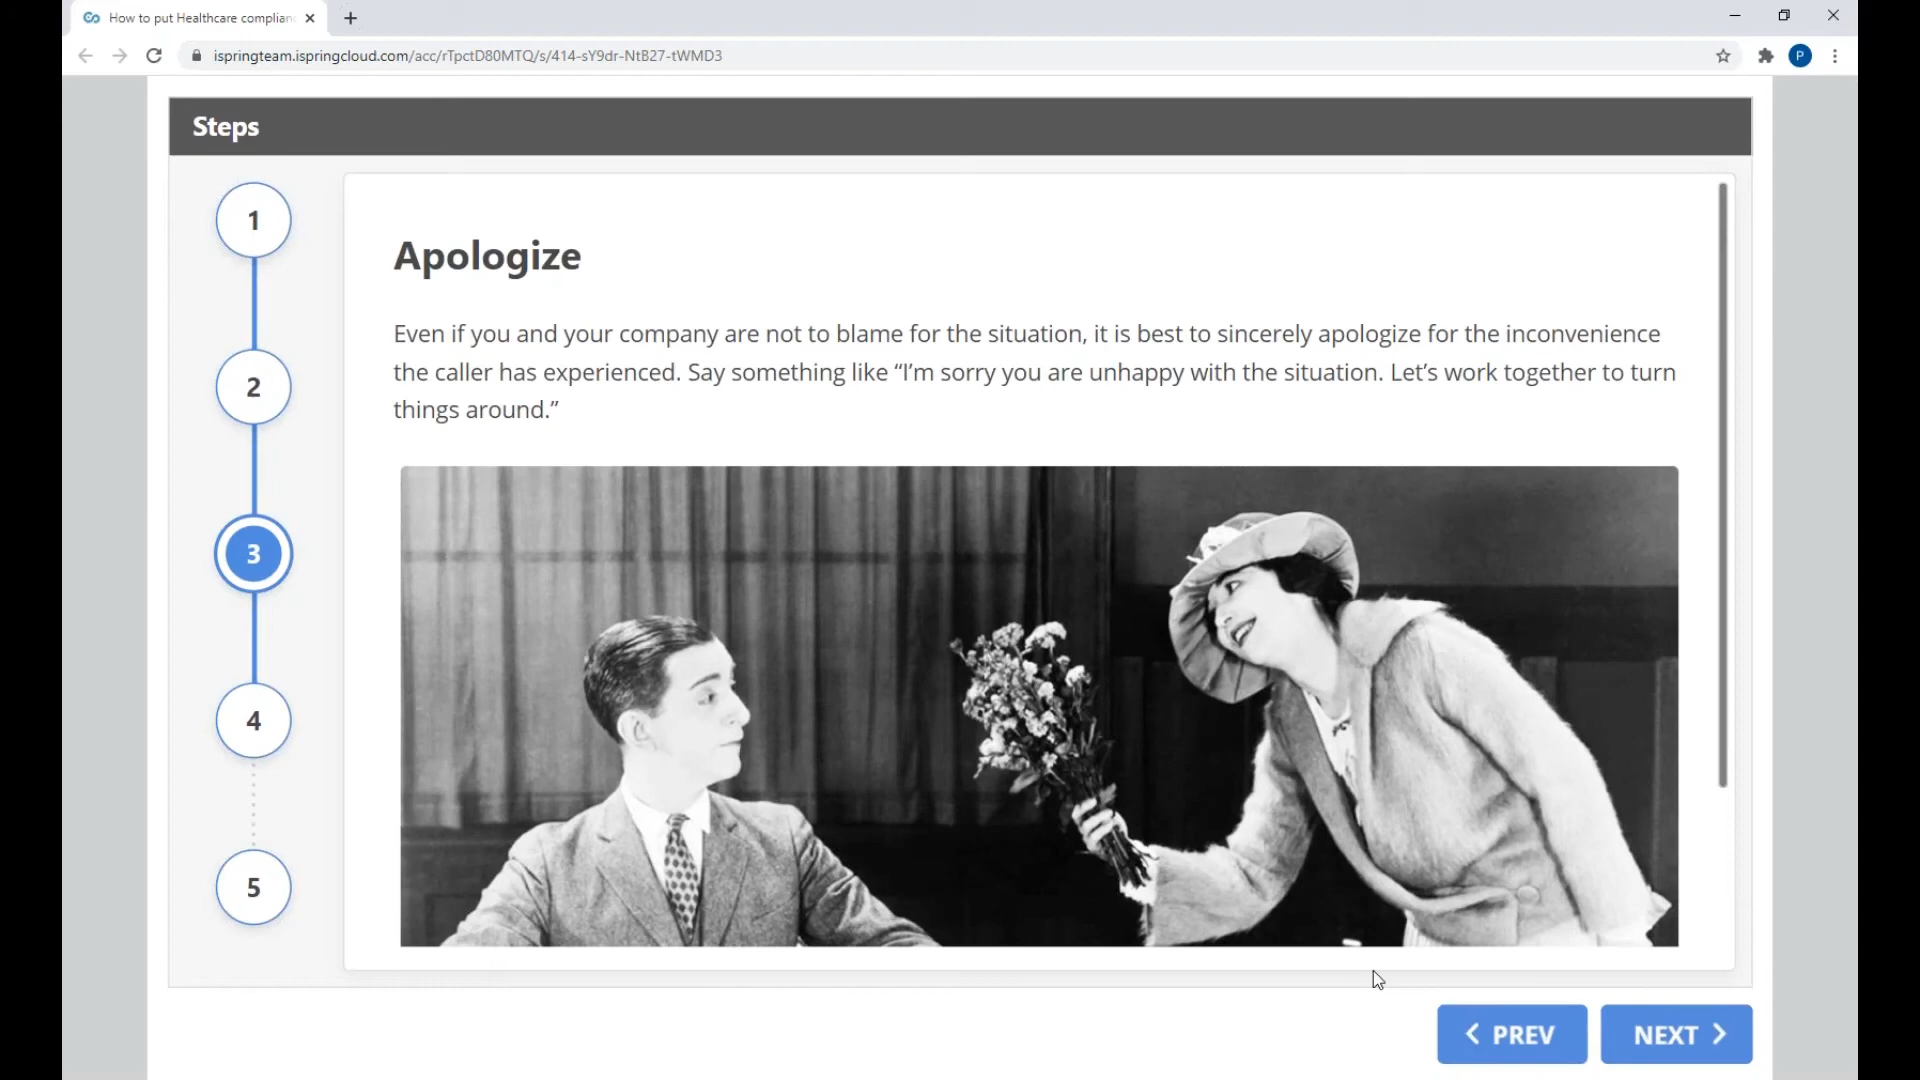 How to put Healthcare complian
ispringteam.ispringcloud.com/acc/rTpctD80MTQ/s/414-sY9dr-NtB27-tWMD3
P
Steps
1
2
3
4
5
Apologize
Even if you and your company are not to blame for the situation, it is best to sincerely apologize for the inconvenience
the caller has experienced. Say something like “I’m sorry you are unhappy with the situation. Let’s work together to turn
things around.”
PREV
NEXT